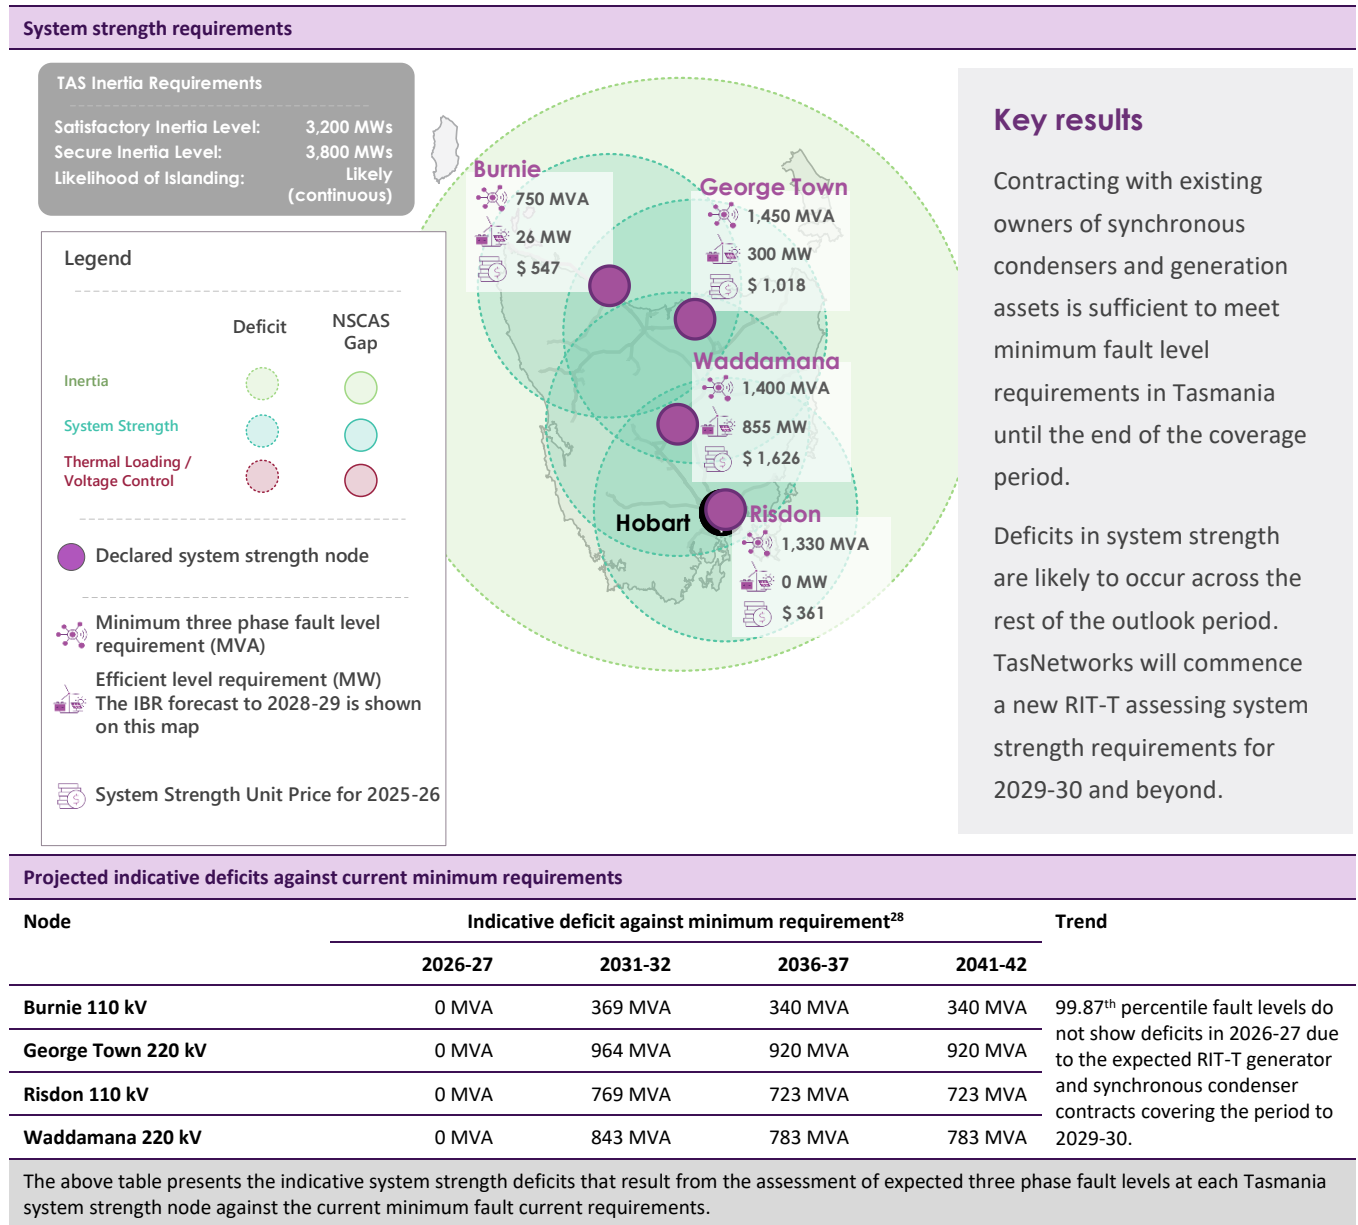 System strength requirements
TAS Inertia Requirements
Satisfactory Inertia Level: 3,200 MWs
Secure Inertia Level: 3,800 MWs
Likelihood of Islanding: Likely
(continuous)
Legend
Deficit NSCAS
Gap
Inertia
System Strength
Thermal Loading /
Voltage Control
Declared system strength node
Minimum three phase fault level
requirement (MVA)
Efficient level requirement (MW)
The IBR forecast to 2028-29 is shown
on this map
System Strength Unit Price for 2025-26
Burnie
750 MVA
26 MW
$ 547
George Town
1,450 MVA
300 MW
$ 1,018
Waddamana
1,400 MVA
855 MW
$ 1,626
Hobart
Risdon
1,330 MVA
0 MW
$ 361
Key results
Contracting with existing
owners of synchronous
condensers and generation
assets is sufficient to meet
minimum fault level
requirements in Tasmania
until the end of the coverage
period.
Deficits in system strength
are likely to occur across the
rest of the outlook period.
TasNetworks will commence
a new RIT-T assessing system
strength requirements for
2029-30 and beyond.
Projected indicative deficits against current minimum requirements
Node Indicative deficit against minimum requirement28 Trend
2026-27 2031-32 2036-37 2041-42
Burnie 110 kV 0 MVA 369 MVA 340 MVA 340 MVA
George Town 220 kV 0 MVA 964 MVA 920 MVA 920 MVA
Risdon 110 kV 0 MVA 769 MVA 723 MVA 723 MVA
Waddamana 220 kV 0 MVA 843 MVA 783 MVA 783 MVA
99.87th percentile fault levels do
not show deficits in 2026-27 due
to the expected RIT-T generator
and synchronous condenser
contracts covering the period to
2029-30.
The above table presents the indicative system strength deficits that result from the assessment of expected three phase fault levels at each Tasmania
system strength node against the current minimum fault current requirements.